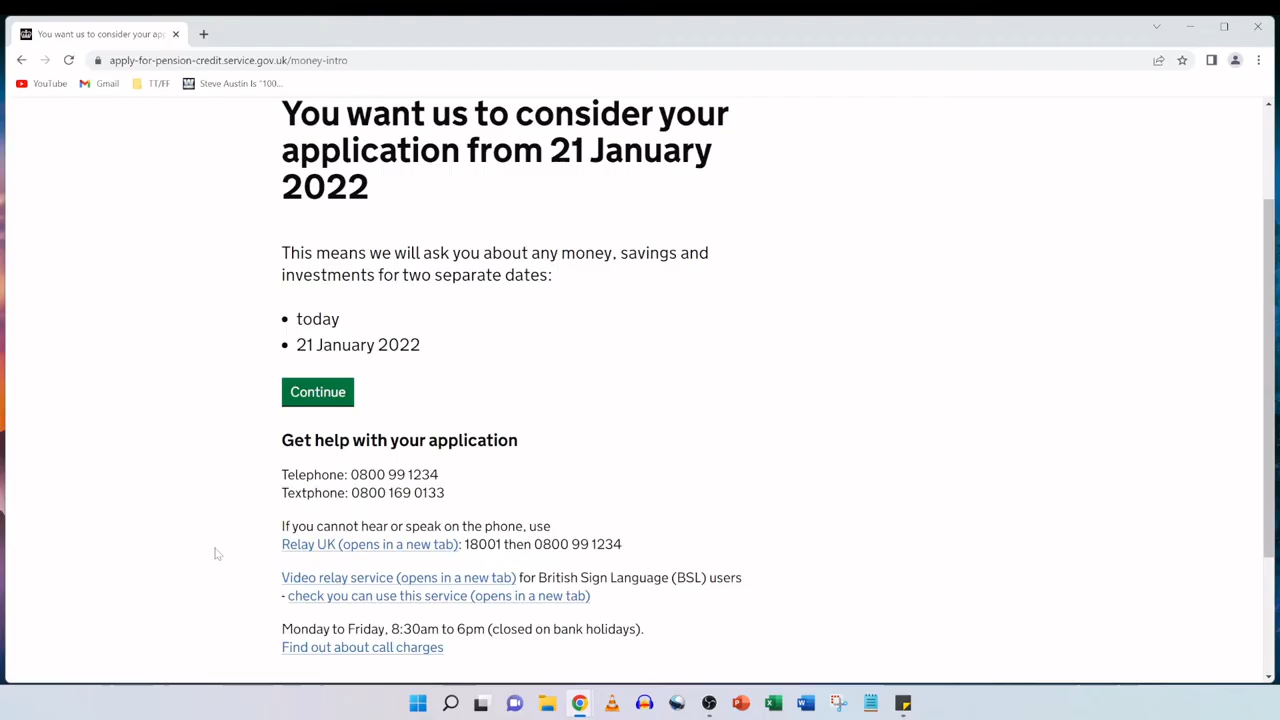 You want us to consider your app
apply-for-pension-credit.service.gov.uk/money-intro
YouTube
Gmail
TT/FF
Steve Austin Is "100...
You want us to consider your
application from 21 January
2022
This means we will ask you about any money, savings and
investments for two separate dates:
• today
• 21 January 2022
Continue
Get help with your application
Telephone: 0800 99 1234
Textphone: 0800 169 0133
If you cannot hear or speak on the phone, use
Relay UK (opens in a new tab): 18001 then 0800 99 1234
Video relay service (opens in a new tab) for British Sign Language (BSL) users
- check you can use this service (opens in a new tab)
Monday to Friday, 8:30am to 6pm (closed on bank holidays).
Find out about call charges